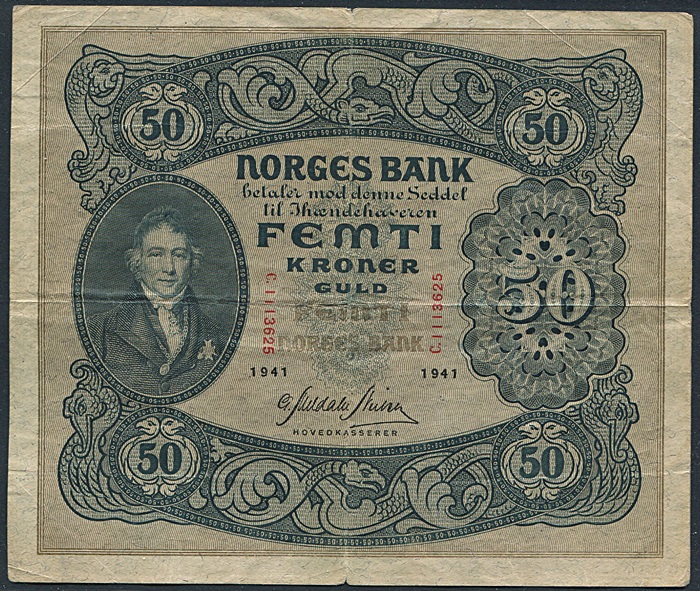 50 50
NORGES BANK
betaler mod denne Seddel
til Ihændehaveren
FEMTI
KRONER
GULD
50
FEMTI
NORGES BANK
C.1113625
C.1113625
1941 1941
HOVEDKASSERER
50 50